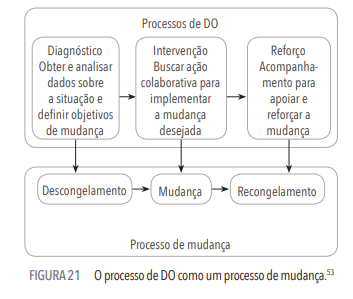 Processos de DO
Diagnóstico
Obter e analisar
dados sobre
a situação e
definir objetivos
de mudança
Intervenção
Buscar ação
colaborativa para
implementar
a mudança
desejada
Reforço
Acompanha-
mento para
apoiar e
reforçar a
mudança
Descongelamento
Mudança
Recongelamento
Processo de mudança
FIGURA 21 O processo de DO como um processo de mudança.53